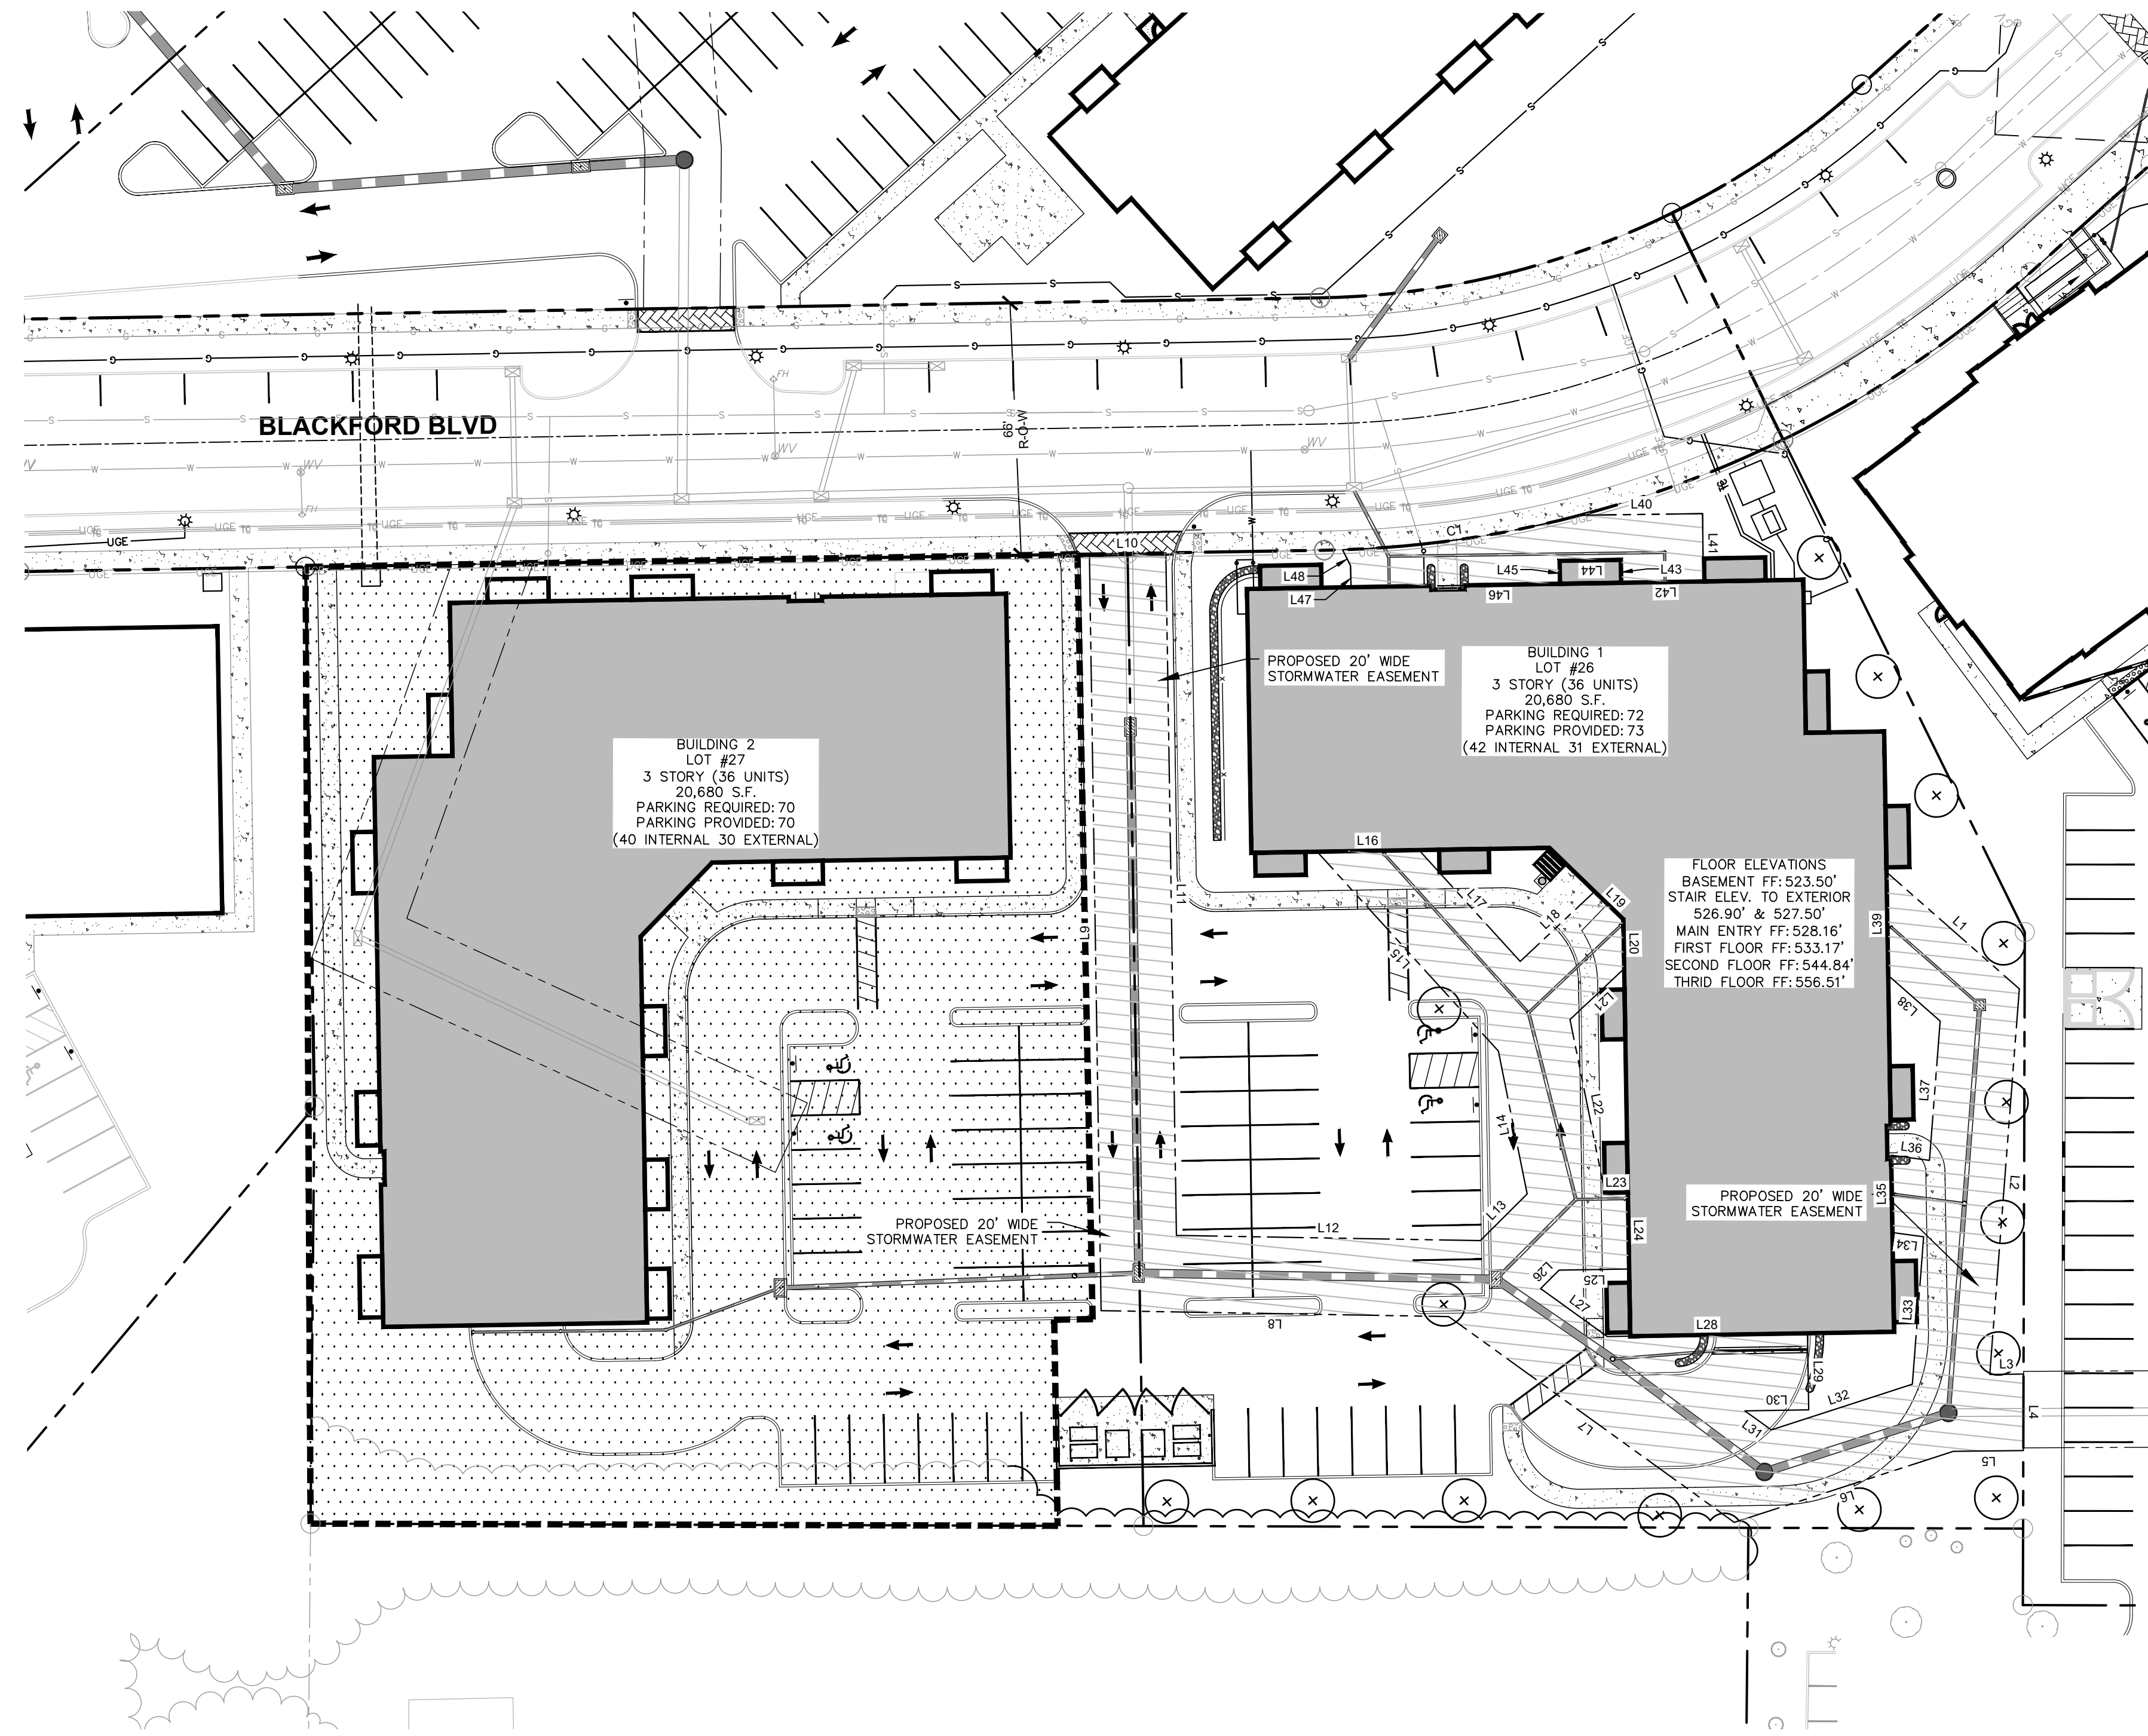 BLACKFORD BLVD
66'
R-O-W
FH
WV
UGE
L10
C1
L40
L41
L48
L47
L45
L44
L43
L46
L42
PROPOSED 20' WIDE
STORMWATER EASEMENT
BUILDING 1
LOT #26
3 STORY (36 UNITS)
20,680 S.F.
PARKING REQUIRED: 72
PARKING PROVIDED: 73
(42 INTERNAL 31 EXTERNAL)
BUILDING 2
LOT #27
3 STORY (36 UNITS)
20,680 S.F.
PARKING REQUIRED: 70
PARKING PROVIDED: 70
(40 INTERNAL 30 EXTERNAL)
FLOOR ELEVATIONS
BASEMENT FF: 523.50'
STAIR ELEV. TO EXTERIOR
526.90' & 527.50'
MAIN ENTRY FF: 528.16'
FIRST FLOOR FF: 533.17'
SECOND FLOOR FF: 544.84'
THRID FLOOR FF: 556.51'
L16
L17
L18
L19
L20
L11
L9
L15
L21
L39
L1
L38
L37
L22
L14
L36
L2
L23
L35
PROPOSED 20' WIDE
STORMWATER EASEMENT
PROPOSED 20' WIDE
STORMWATER EASEMENT
L12
L13
L24
L34
L26
L25
L27
L33
L8
L28
L3
L29
L30
L32
L31
L7
L4
L5
L6